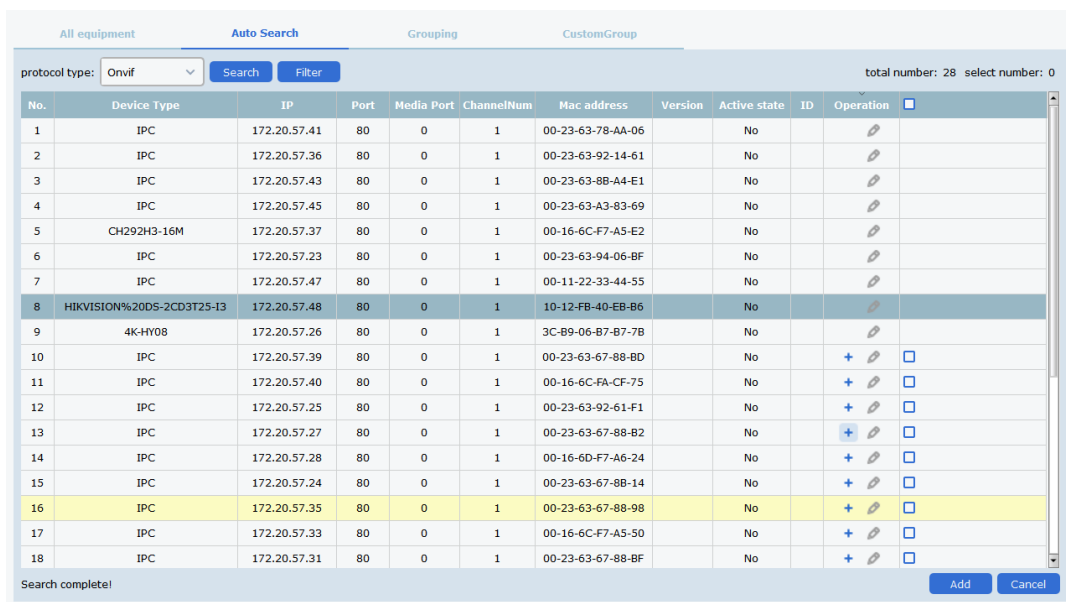 All equipment Auto Search Grouping CustomGroup
protocol type: Onvif Search Filter total number: 28 select number: 0
No. Device Type IP Port Media Port ChannelNum Mac address Version Active state ID Operation
1 IPC 172.20.57.41 80 0 1 00-23-63-78-AA-06 No
2 IPC 172.20.57.36 80 0 1 00-23-63-92-14-61 No
3 IPC 172.20.57.43 80 0 1 00-23-63-8B-A4-E1 No
4 IPC 172.20.57.45 80 0 1 00-23-63-A3-83-69 No
5 CH292H3-16M 172.20.57.37 80 0 1 00-16-6C-F7-A5-E2 No
6 IPC 172.20.57.23 80 0 1 00-23-63-94-06-BF No
7 IPC 172.20.57.47 80 0 1 00-11-22-33-44-55 No
8 HIKVISION%20DS-2CD3T25-I3 172.20.57.48 80 0 1 10-12-FB-40-EB-B6 No
9 4K-HY08 172.20.57.26 80 0 1 3C-B9-06-B7-B7-7B No
10 IPC 172.20.57.39 80 0 1 00-23-63-67-88-BD No +
11 IPC 172.20.57.40 80 0 1 00-16-6C-FA-CF-75 No +
12 IPC 172.20.57.25 80 0 1 00-23-63-92-61-F1 No +
13 IPC 172.20.57.27 80 0 1 00-23-63-67-88-B2 No +
14 IPC 172.20.57.28 80 0 1 00-16-6D-F7-A6-24 No +
15 IPC 172.20.57.24 80 0 1 00-23-63-67-8B-14 No +
16 IPC 172.20.57.35 80 0 1 00-23-63-67-88-98 No +
17 IPC 172.20.57.33 80 0 1 00-16-6C-F7-A5-50 No +
18 IPC 172.20.57.31 80 0 1 00-23-63-67-88-BF No +
Search complete! Add Cancel